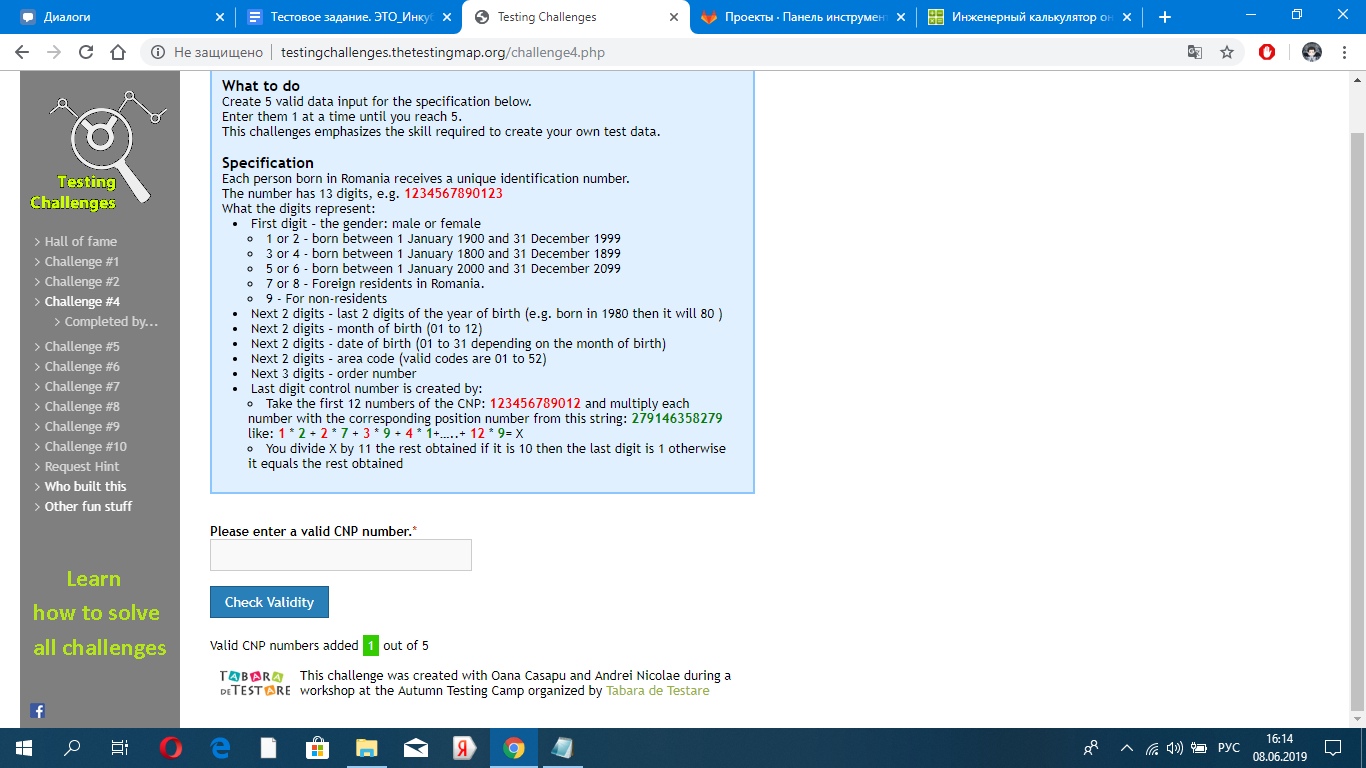 Диалоги
Тестовое задание. ЭТО_Инку
Testing Challenges
Проекты · Панель инструмент
Инженерный калькулятор он
Не защищено
testingchallenges.thetestingmap.org/challenge4.php
Testing
Challenges
> Hall of fame
> Challenge #1
> Challenge #2
> Challenge #4
> Completed by...
> Challenge #5
> Challenge #6
> Challenge #7
> Challenge #8
> Challenge #9
> Challenge #10
> Request Hint
> Who built this
> Other fun stuff
Learn
how to solve
all challenges
What to do
Create 5 valid data input for the specification below.
Enter them 1 at a time until you reach 5.
This challenges emphasizes the skill required to create your own test data.
Specification
Each person born in Romania receives a unique identification number.
The number has 13 digits, e.g. 1234567890123
What the digits represent:
• First digit - the gender: male or female
1 or 2 - born between 1 January 1900 and 31 December 1999
3 or 4 - born between 1 January 1800 and 31 December 1899
5 or 6 - born between 1 January 2000 and 31 December 2099
7 or 8 - Foreign residents in Romania.
9 - For non-residents
• Next 2 digits - last 2 digits of the year of birth (e.g. born in 1980 then it will 80 )
• Next 2 digits - month of birth (01 to 12)
• Next 2 digits - date of birth (01 to 31 depending on the month of birth)
• Next 2 digits - area code (valid codes are 01 to 52)
• Next 3 digits - order number
• Last digit control number is created by:
Take the first 12 numbers of the CNP: 123456789012 and multiply each
number with the corresponding position number from this string: 279146358279
like: 1 * 2 + 2 * 7 + 3 * 9 + 4 * 1+…..+ 12 * 9= X
You divide X by 11 the rest obtained if it is 10 then the last digit is 1 otherwise
it equals the rest obtained
Please enter a valid CNP number.*
Check Validity
Valid CNP numbers added 1 out of 5
TABARA
DE TESTARE
This challenge was created with Oana Casapu and Andrei Nicolae during a
workshop at the Autumn Testing Camp organized by Tabara de Testare
РУС
16:14
08.06.2019